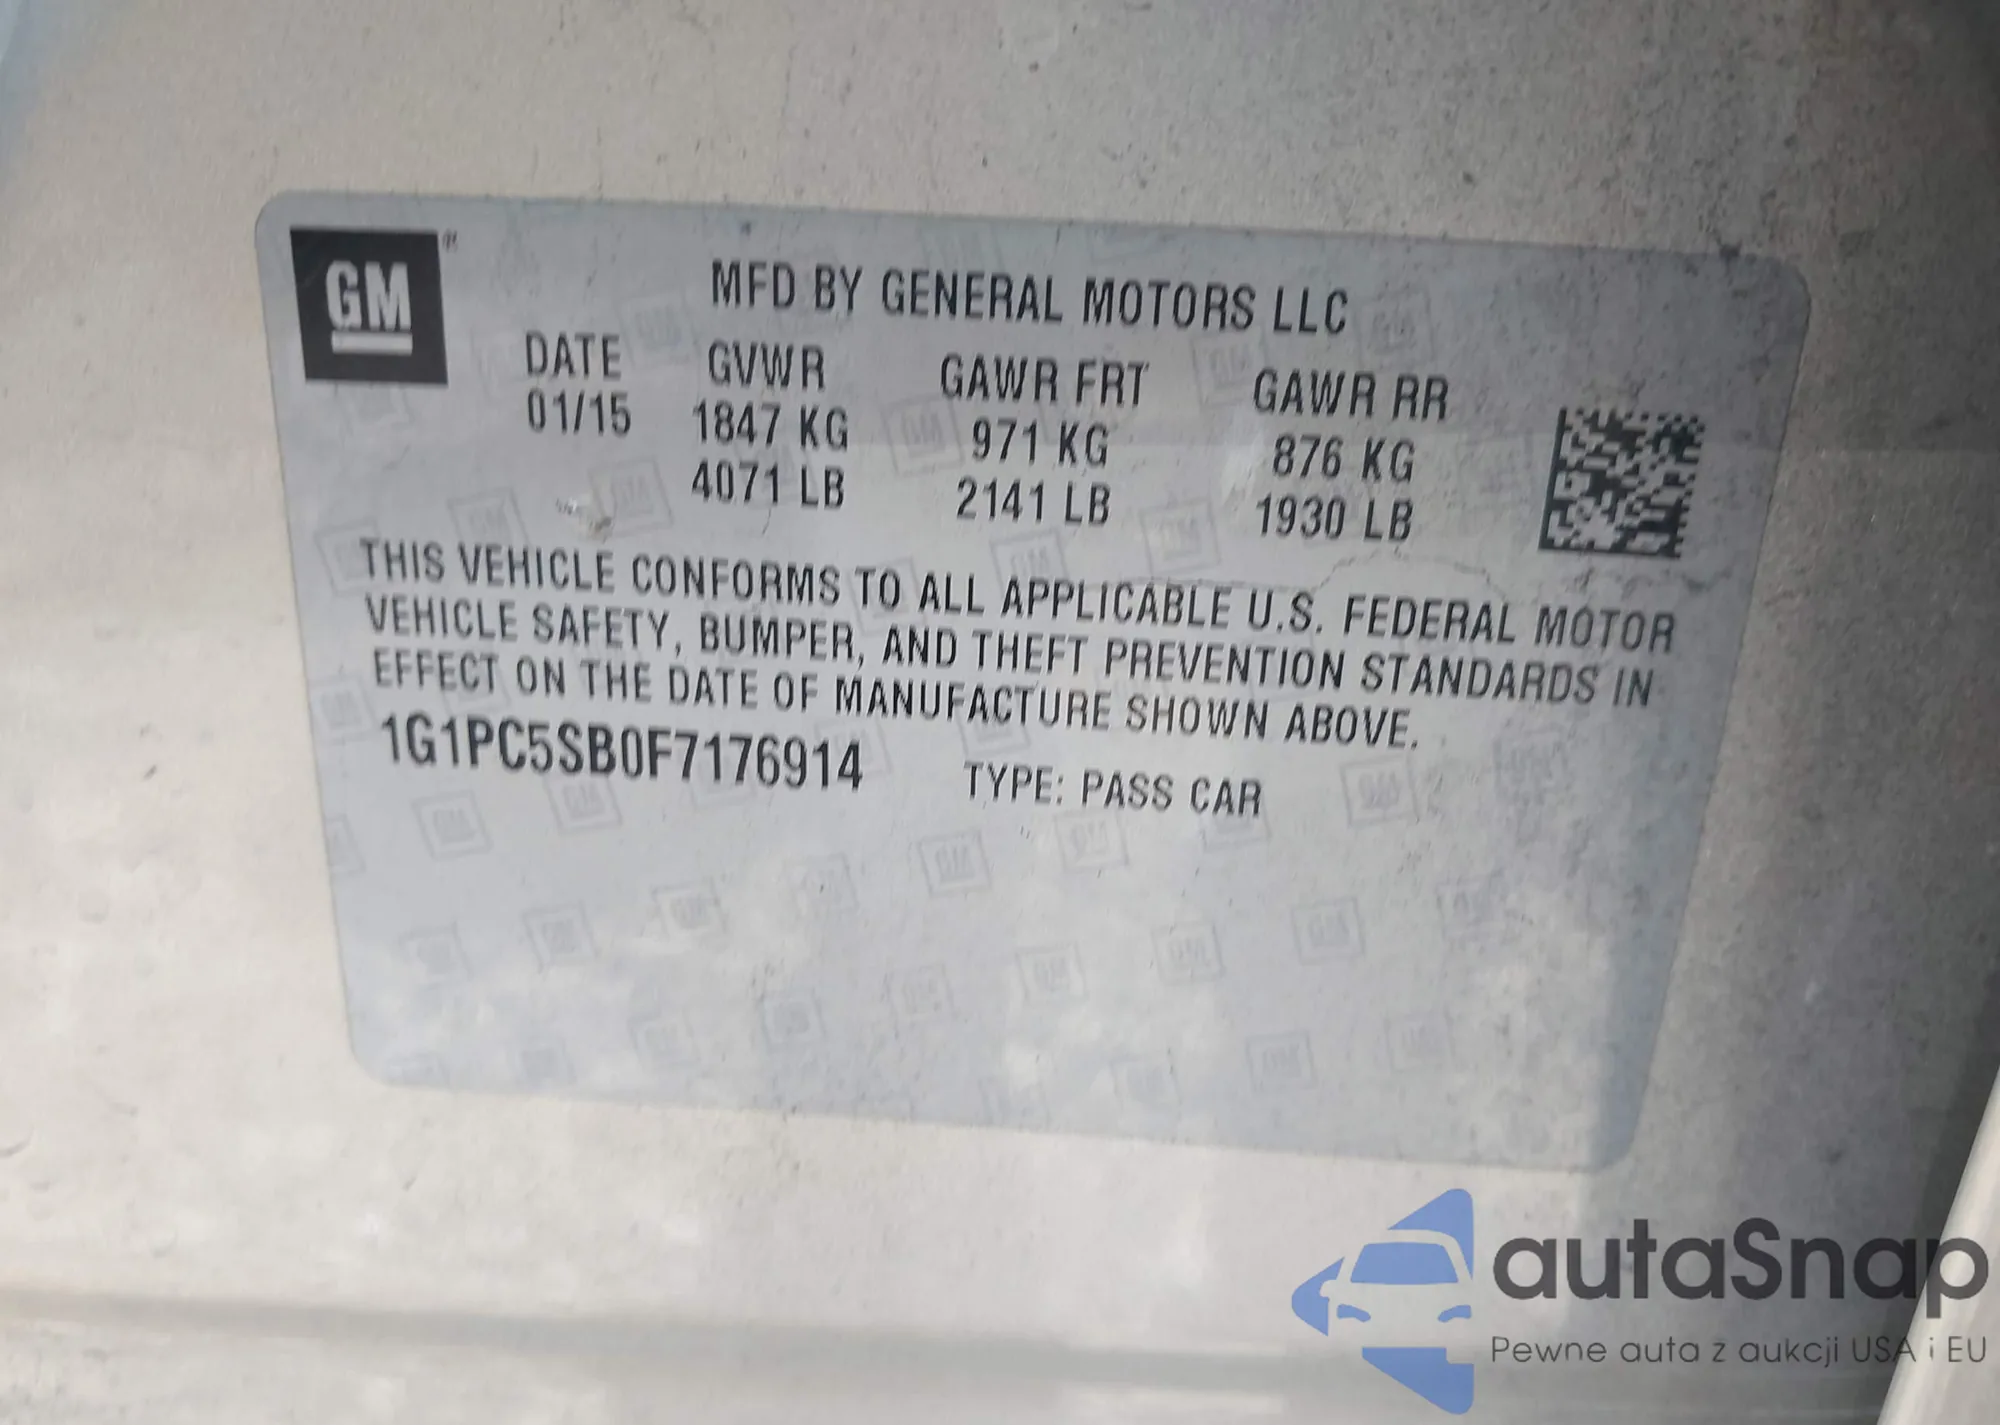 GM
MFD BY GENERAL MOTORS LLC
DATE GVWR GAWR FRT GAWR RR
01/15 1847 KG 971 KG 876 KG
4071 LB 2141 LB 1930 LB
THIS VEHICLE CONFORMS TO ALL APPLICABLE U.S. FEDERAL MOTOR
VEHICLE SAFETY, BUMPER, AND THEFT PREVENTION STANDARDS IN
EFFECT ON THE DATE OF MANUFACTURE SHOWN ABOVE.
1G1PC5SB0F7176914 TYPE: PASS CAR
autaSnap
Pewne auta z aukcji USA i EU